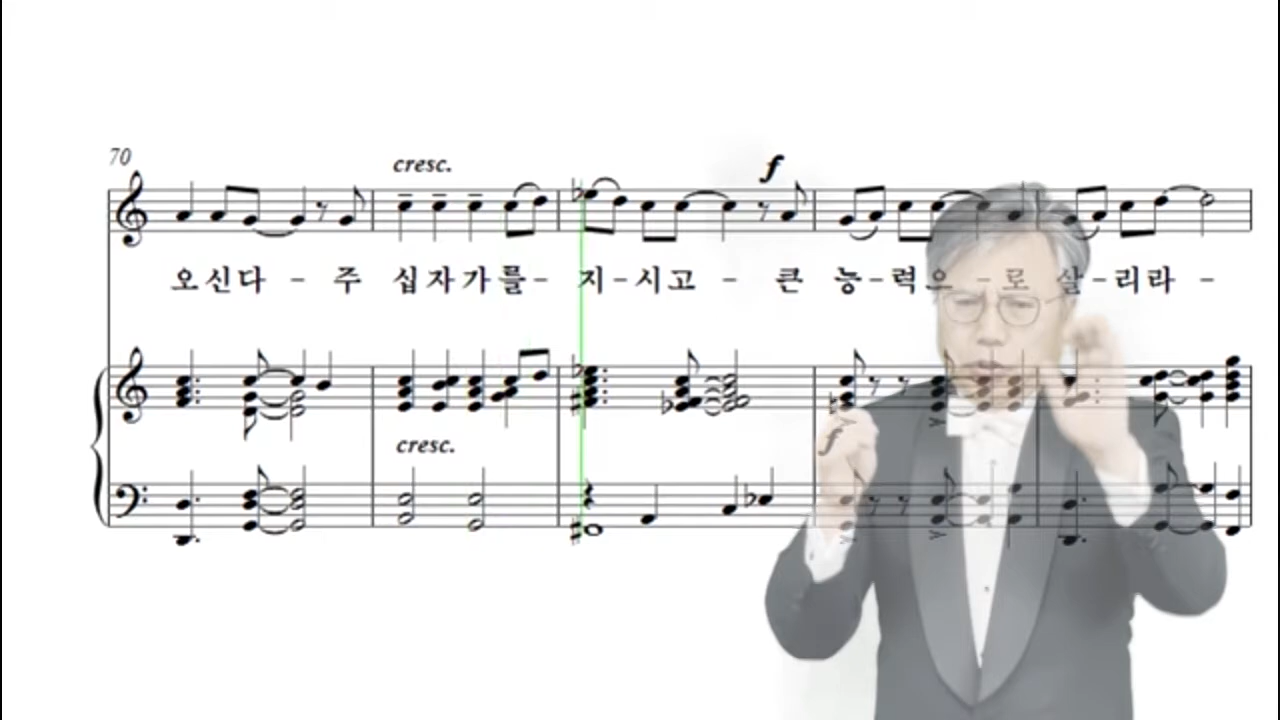 70
cresc.
f
오신다 - 주 십자가를- 지-시고 - 큰 능-력으 -로 살-리라 -
cresc.
f